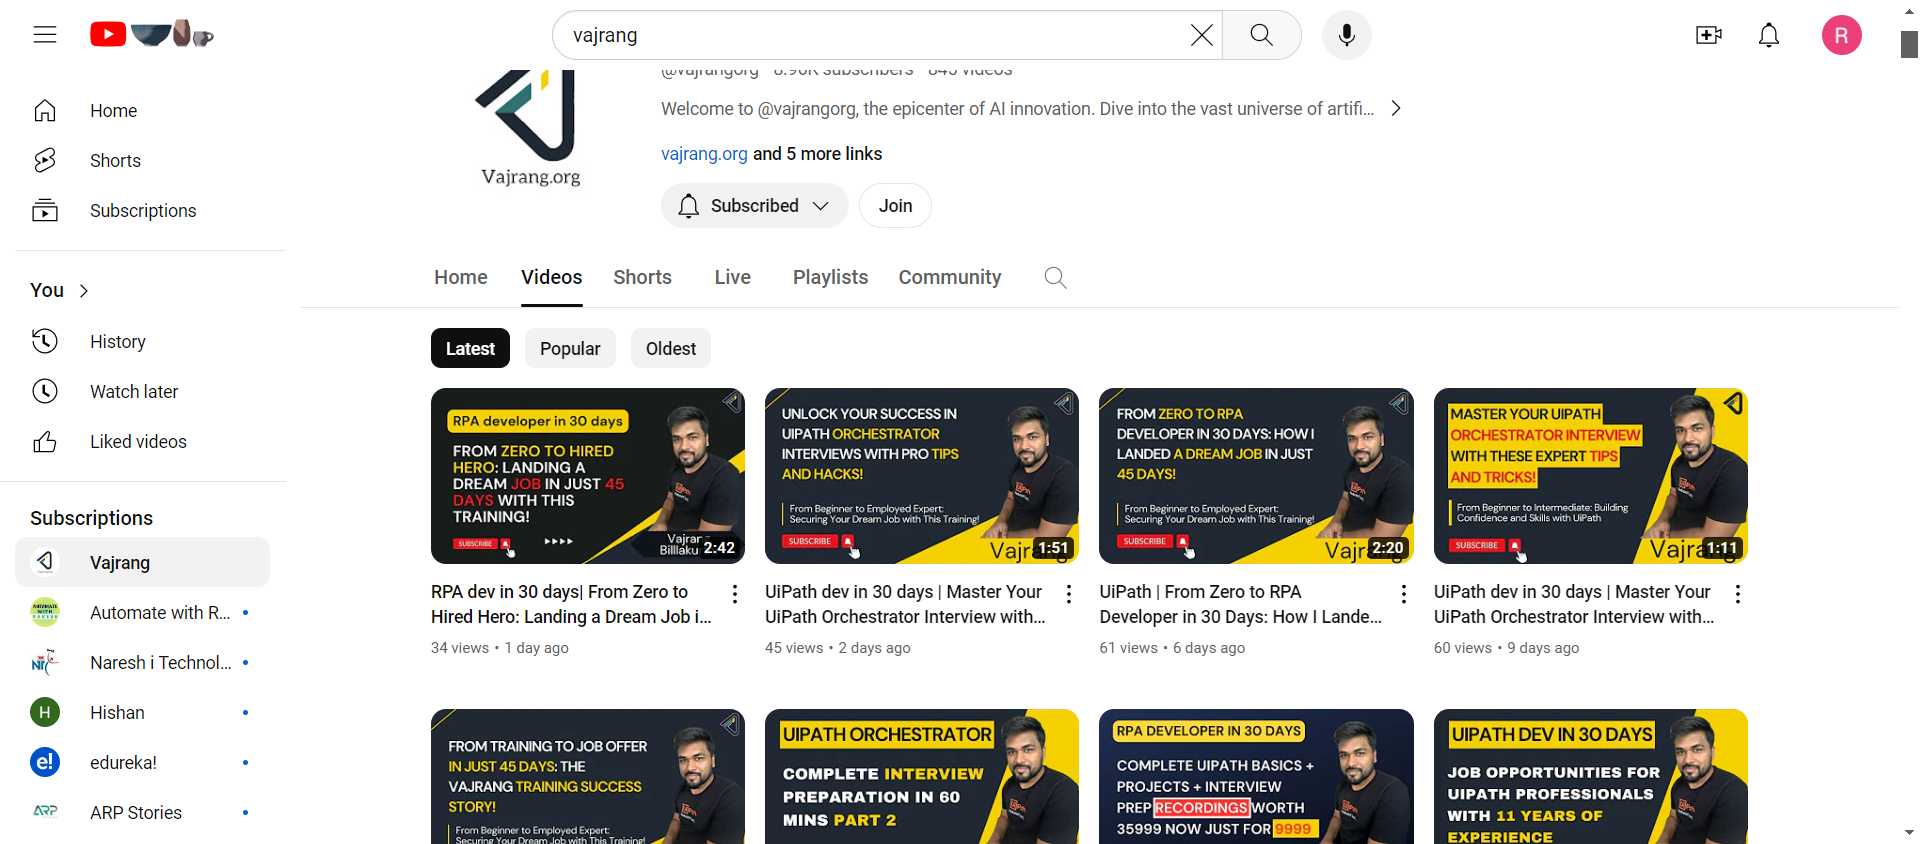 vajrang
R
Home
Shorts
Subscriptions
You
History
Watch later
Liked videos
Subscriptions
Vajrang
Automate with R...
Naresh i Technol...
H
Hishan
e!
edureka!
ARP
ARP Stories
Vajrang.org
@vajrangorg
Welcome to @vajrangorg, the epicenter of AI innovation. Dive into the vast universe of artifi...
vajrang.org and 5 more links
Subscribed
Join
Home Videos Shorts Live Playlists Community
Latest Popular Oldest
RPA developer in 30 days
FROM ZERO TO HIRED
HERO: LANDING A
DREAM JOB IN JUST 45
DAYS WITH THIS
TRAINING!
SUBSCRIBE
2:42
RPA dev in 30 days| From Zero to
Hired Hero: Landing a Dream Job i...
34 views • 1 day ago
UNLOCK YOUR SUCCESS IN
UIPATH ORCHESTRATOR
INTERVIEWS WITH PRO TIPS
AND HACKS!
From Beginner to Employed Expert:
Securing Your Dream Job with This Training!
SUBSCRIBE
1:51
UiPath dev in 30 days | Master Your
UiPath Orchestrator Interview with...
45 views • 2 days ago
FROM ZERO TO RPA
DEVELOPER IN 30 DAYS: HOW I
LANDED A DREAM JOB IN JUST
45 DAYS!
From Beginner to Employed Expert:
Securing Your Dream Job with This Training!
SUBSCRIBE
2:20
UiPath | From Zero to RPA
Developer in 30 Days: How I Lande...
61 views • 6 days ago
MASTER YOUR UIPATH
ORCHESTRATOR INTERVIEW
WITH THESE EXPERT TIPS
AND TRICKS!
From Beginner to Intermediate: Building
Confidence and Skills with UiPath
SUBSCRIBE
1:11
UiPath dev in 30 days | Master Your
UiPath Orchestrator Interview with...
60 views • 9 days ago
FROM TRAINING TO JOB OFFER
IN JUST 45 DAYS: THE
VAJRANG TRAINING SUCCESS
STORY!
From Beginner to Employed Expert:
Securing Your Dream Job with This Training!
UIPATH ORCHESTRATOR
COMPLETE INTERVIEW
PREPARATION IN 60
MINS PART 2
RPA DEVELOPER IN 30 DAYS
COMPLETE UIPATH BASICS +
PROJECTS + INTERVIEW
PREP RECORDINGS WORTH
35999 NOW JUST FOR 9999
UIPATH DEV IN 30 DAYS
JOB OPPORTUNITIES FOR
UIPATH PROFESSIONALS
WITH 11 YEARS OF
EXPERIENCE